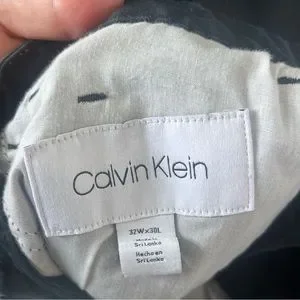 Calvin Klein
32W×30L
Made in
Sri Lanka
Hecho en
Sri Lanka